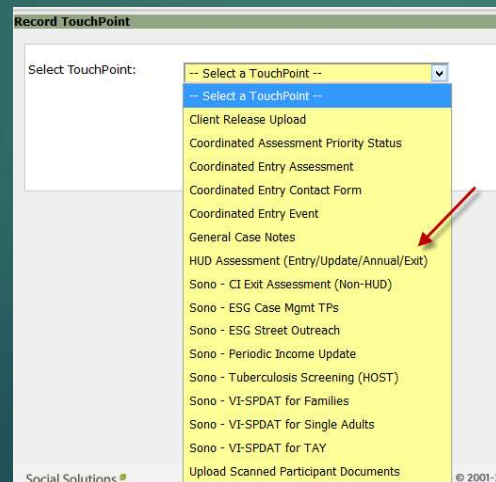 Record TouchPoint
Select TouchPoint:
-- Select a TouchPoint --
-- Select a TouchPoint --
Client Release Upload
Coordinated Assessment Priority Status
Coordinated Entry Assessment
Coordinated Entry Contact Form
Coordinated Entry Event
General Case Notes
HUD Assessment (Entry/Update/Annual/Exit)
Sono - CI Exit Assessment (Non-HUD)
Sono - ESG Case Mgmt TPs
Sono - ESG Street Outreach
Sono - Periodic Income Update
Sono - Tuberculosis Screening (HOST)
Sono - VI-SPDAT for Families
Sono - VI-SPDAT for Single Adults
Sono - VI-SPDAT for TAY
Upload Scanned Participant Documents
Social Solutions
© 2001-